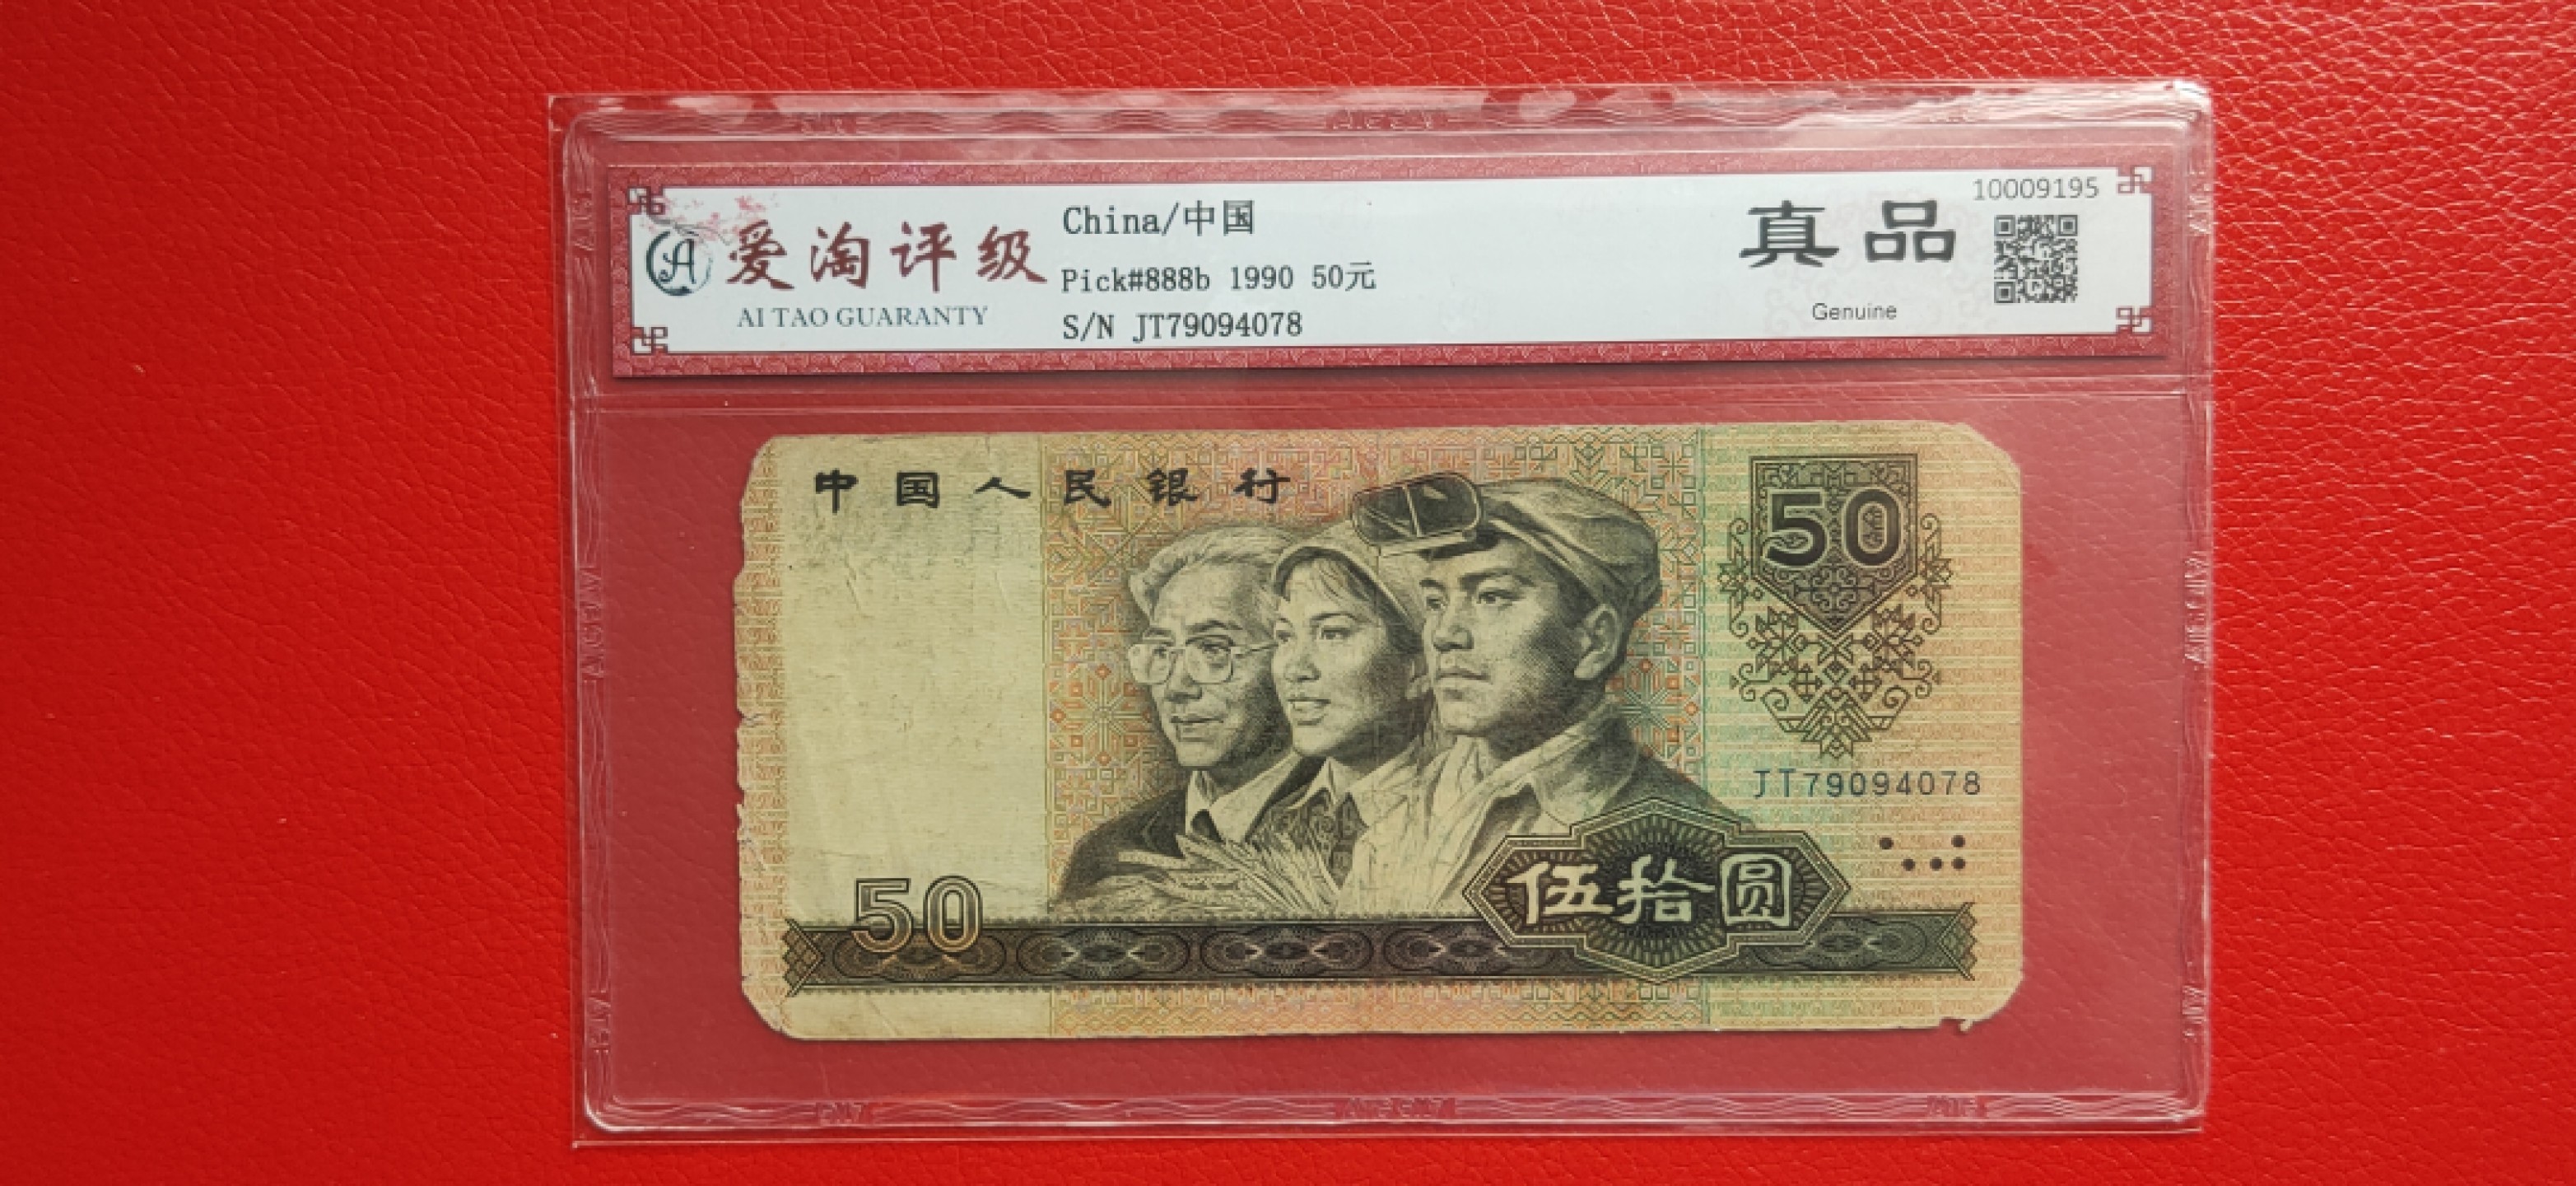 爱淘评级
AI TAO GUARANTY
China/中国
Pick#888b 1990 50元
S/N JT79094078
真品
Genuine
10009195
中国人民银行
50
JT79094078
50
伍拾圆